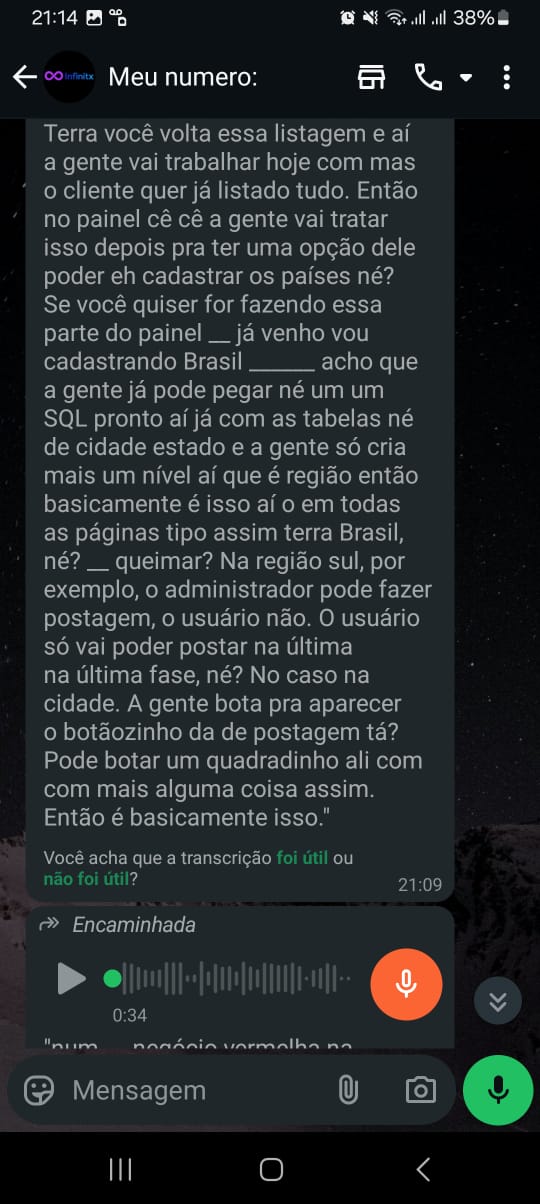 21:14
38%
infinitx
Meu numero:
Terra você volta essa listagem e aí
a gente vai trabalhar hoje com mas
o cliente quer já listado tudo. Então
no painel cê cê a gente vai tratar
isso depois pra ter uma opção dele
poder eh cadastrar os países né?
Se você quiser for fazendo essa
parte do painel __ já venho vou
cadastrando Brasil ______ acho que
a gente já pode pegar né um um
SQL pronto aí já com as tabelas né
de cidade estado e a gente só cria
mais um nível aí que é região então
basicamente é isso aí o em todas
as páginas tipo assim terra Brasil,
né? __ queimar? Na região sul, por
exemplo, o administrador pode fazer
postagem, o usuário não. O usuário
só vai poder postar na última
na última fase, né? No caso na
cidade. A gente bota pra aparecer
o botãozinho da de postagem tá?
Pode botar um quadradinho ali com
com mais alguma coisa assim.
Então é basicamente isso."
Você acha que a transcrição foi útil ou
não foi útil?
21:09
Encaminhada
0:34
"num __ negócio vermelha na
Mensagem